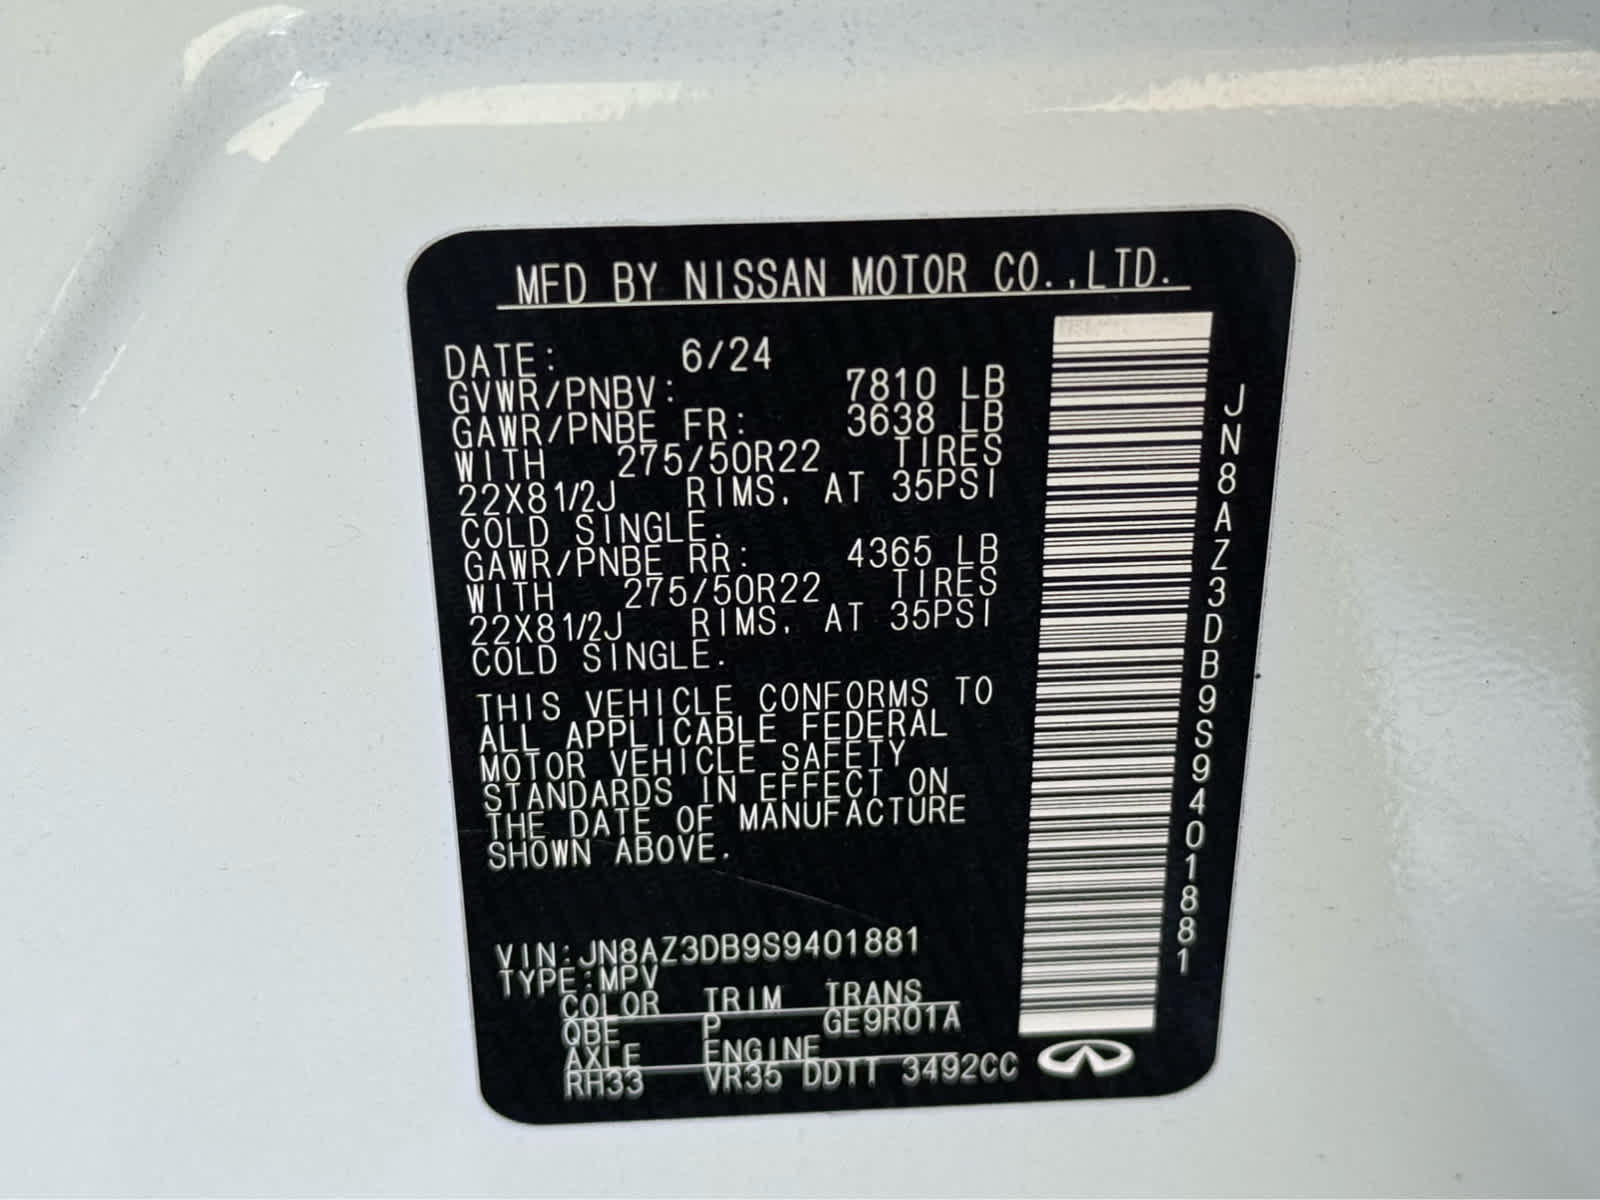 MFD BY NISSAN MOTOR CO.,LTD.
DATE: 6/24
GVWR/PNBV: 7810 LB
GAWR/PNBE FR: 3638 LB
WITH 275/50R22 TIRES
22X8 1/2J RIMS, AT 35PSI
COLD SINGLE.
GAWR/PNBE RR: 4365 LB
WITH 275/50R22 TIRES
22X8 1/2J RIMS, AT 35PSI
COLD SINGLE.
THIS VEHICLE CONFORMS TO
ALL APPLICABLE FEDERAL
MOTOR VEHICLE SAFETY
STANDARDS IN EFFECT ON
THE DATE OF MANUFACTURE
SHOWN ABOVE.
VIN:JN8AZ3DB9S9401881
TYPE:MPV
COLOR TRIM TRANS
QBE P GE9R01A
AXLE ENGINE
RH33 VR35 DDTT 3492CC
JN8AZ3DB9S9401881